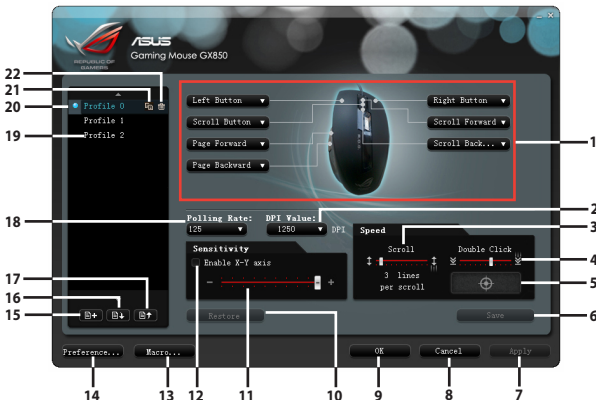 REPUBLIC OF
GAMERS
ASUS
Gaming Mouse GX850
22
21
20
Profile 0
Profile 1
19
Profile 2
Left Button
Right Button
Scroll Button
Scroll Forward
1
Page Forward
Scroll Back...
Page Backward
2
18
Polling Rate:
DPI Value:
125
1250
DPI
3
Speed
Scroll
Double Click
4
3 lines
per scroll
5
Sensitivity
Enable X-Y axis
17
16
15
- +
Restore
Save
6
Preference...
Macro...
OK
Cancel
Apply
14
13
12
11
10
9
8
7